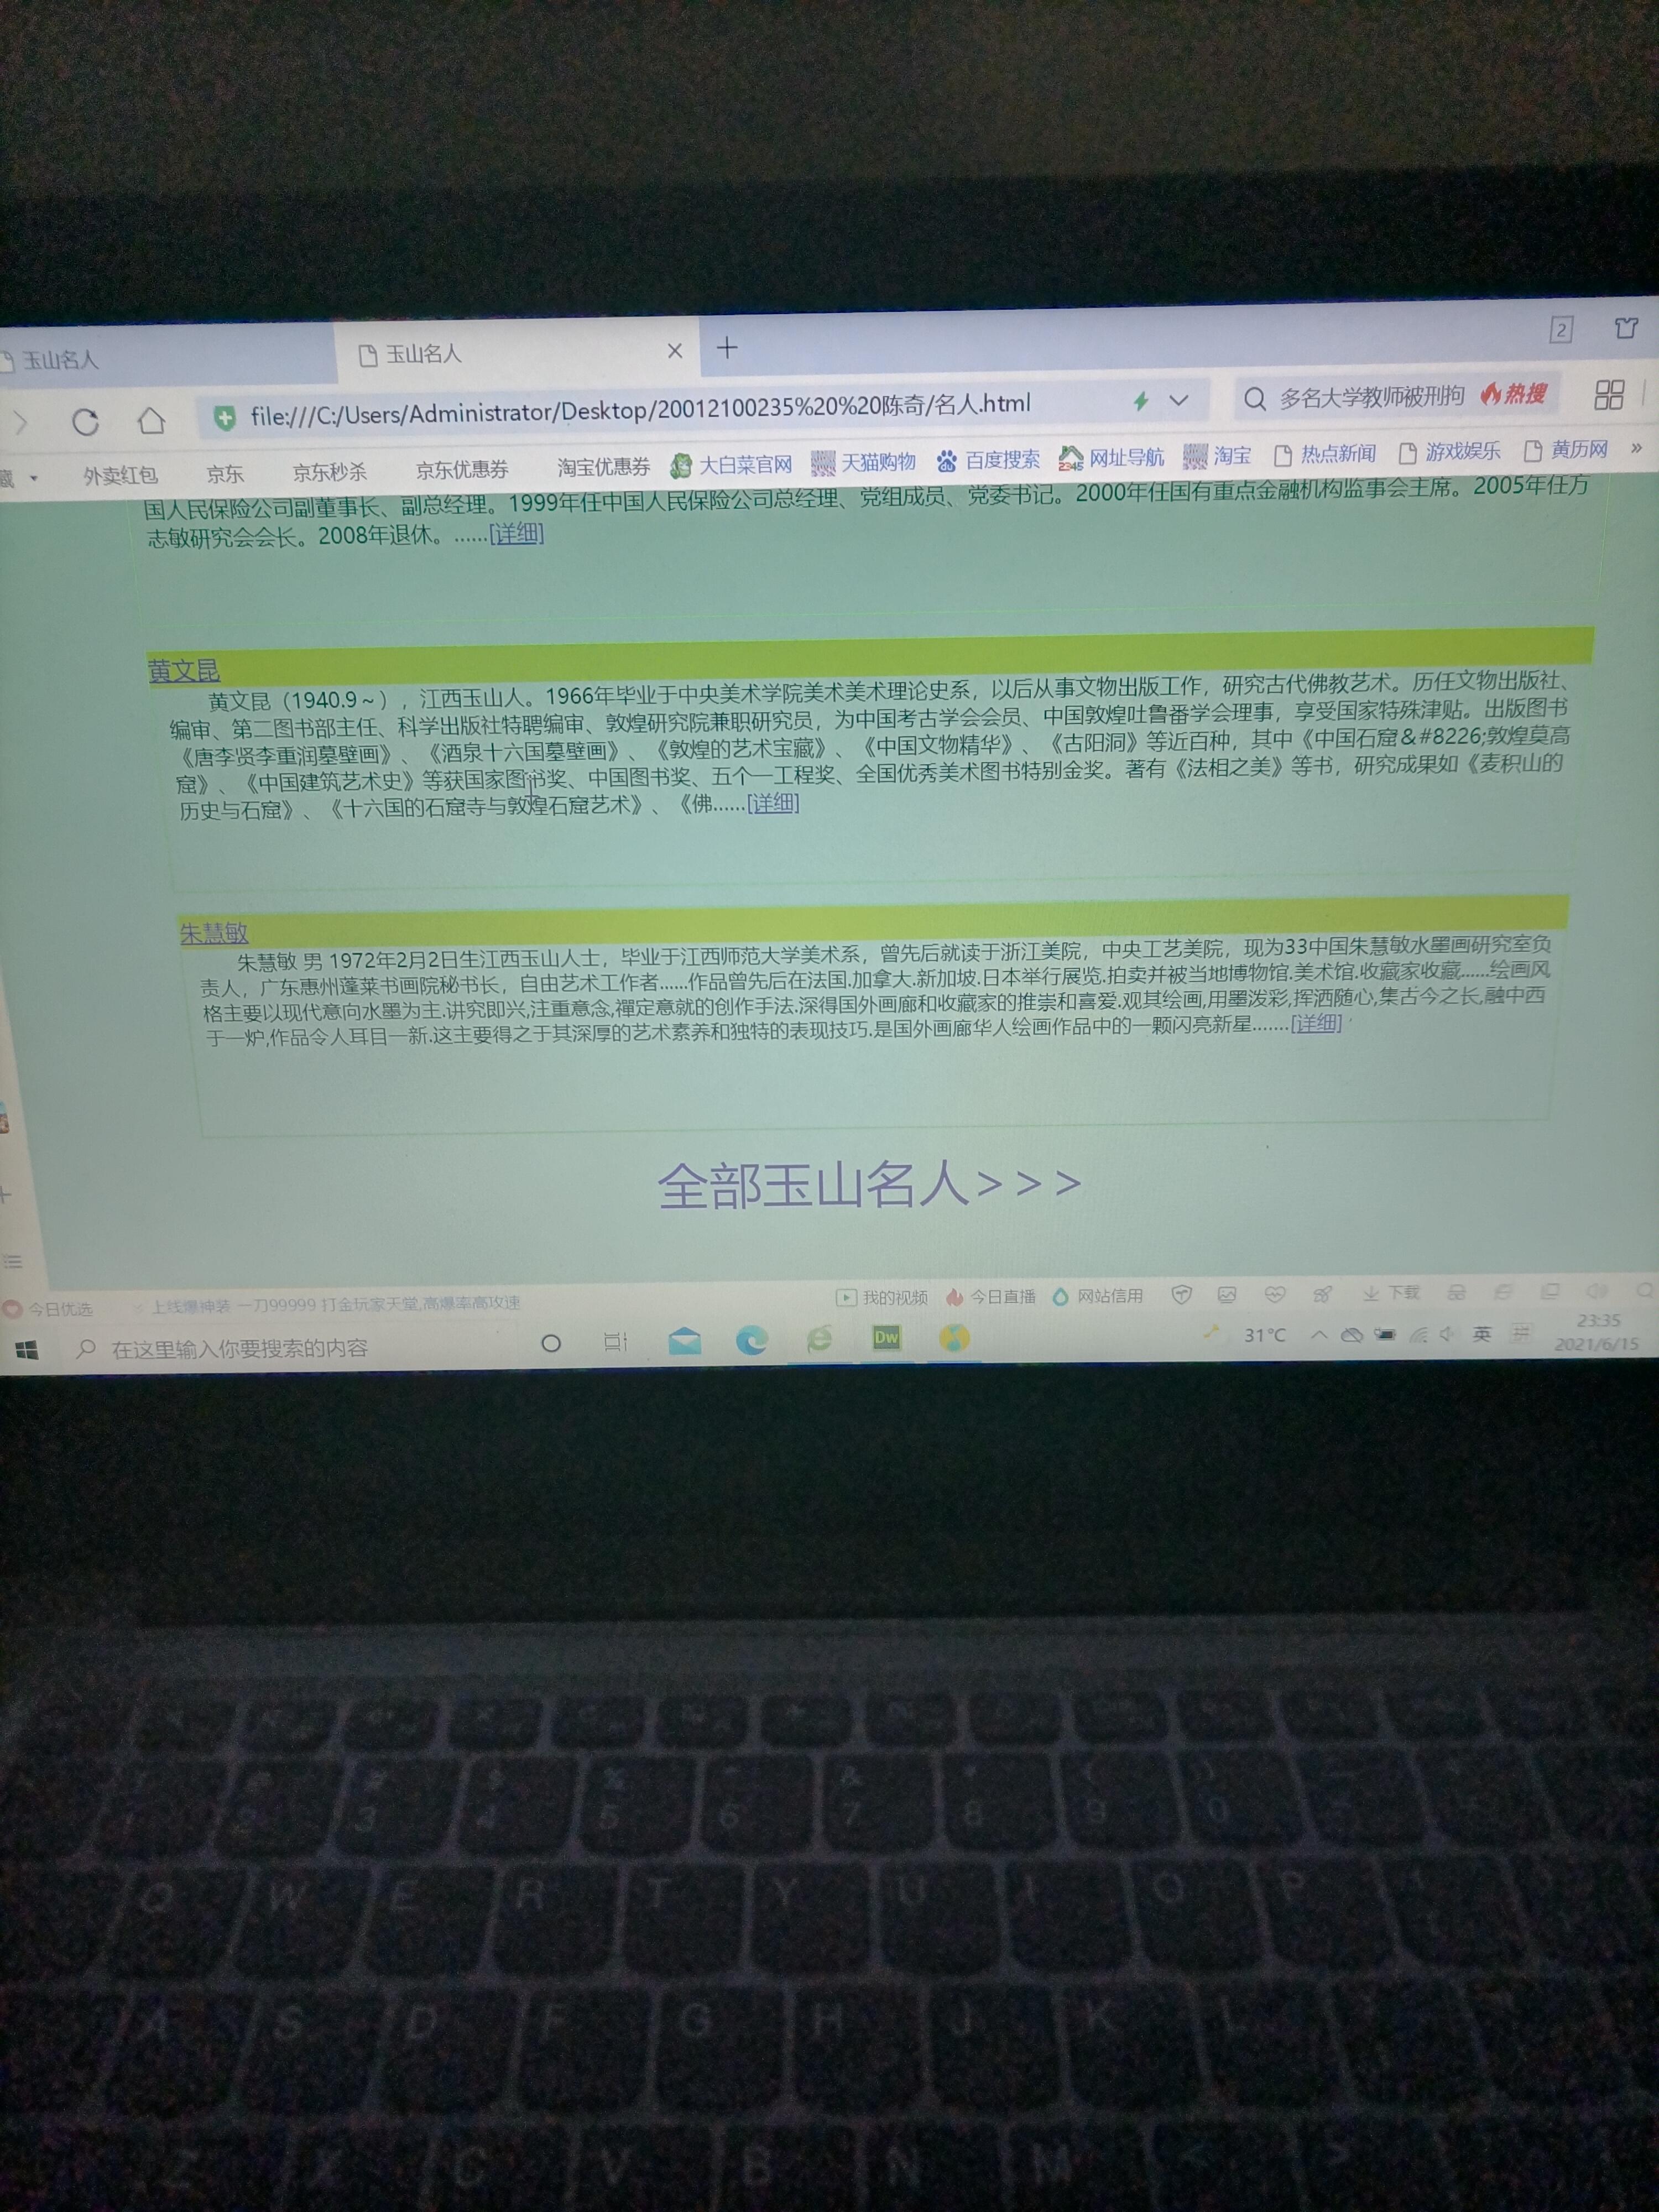 玉山名人
玉山名人
2
file:///C:/Users/Administrator/Desktop/20012100235%20%20陈奇/名人.html
多名大学教师被刑拘 热搜
藏 外卖红包 京东 京东秒杀 京东优惠券 淘宝优惠券 大白菜官网 天猫购物 百度搜索 2345 网址导航 淘宝 热点新闻 游戏娱乐 黄历网 »
国人民保险公司副董事长、副总经理。1999年任中国人民保险公司总经理、党组成员、党委书记。2000年任国有重点金融机构监事会主席。2005年任方
志敏研究会会长。2008年退休。......[详细]
黄文昆
黄文昆（1940.9～），江西玉山人。1966年毕业于中央美术学院美术美术理论史系，以后从事文物出版工作，研究古代佛教艺术。历任文物出版社、
编审、第二图书部主任、科学出版社特聘编审、敦煌研究院兼职研究员，为中国考古学会会员、中国敦煌吐鲁番学会理事，享受国家特殊津贴。出版图书
《唐李贤李重润墓壁画》、《酒泉十六国墓壁画》、《敦煌的艺术宝藏》、《中国文物精华》、《古阳洞》等近百种，其中《中国石窟&#8226;敦煌莫高
窟》、《中国建筑艺术史》等获国家图书奖、中国图书奖、五个一工程奖、全国优秀美术图书特别金奖。著有《法相之美》等书，研究成果如《麦积山的
历史与石窟》、《十六国的石窟寺与敦煌石窟艺术》、《佛......[详细]
朱慧敏
朱慧敏 男 1972年2月2日生江西玉山人士，毕业于江西师范大学美术系，曾先后就读于浙江美院，中央工艺美院，现为33中国朱慧敏水墨画研究室负
责人，广东惠州蓬莱书画院秘书长，自由艺术工作者......作品曾先后在法国.加拿大.新加坡.日本举行展览.拍卖并被当地博物馆.美术馆.收藏家收藏......绘画风
格主要以现代意向水墨为主.讲究即兴,注重意念,禅定意就的创作手法.深得国外画廊和收藏家的推崇和喜爱.观其绘画,用墨泼彩,挥洒随心,集古今之长,融中西
于一炉,作品令人耳目一新.这主要得之于其深厚的艺术素养和独特的表现技巧.是国外画廊华人绘画作品中的一颗闪亮新星.......[详细]
全部玉山名人>>>
今日优选 上线爆神装 一刀99999 打金玩家天堂,高爆率高攻速 我的视频 今日直播 网站信用 下载
在这里输入你要搜索的内容 Dw 31°C 英 拼 23:35
2021/6/15
1 2 3 4 5 6 7 8 9 0
Q W E R T Y U I O P
A S D F G H J K L
Z X C V B N M < >